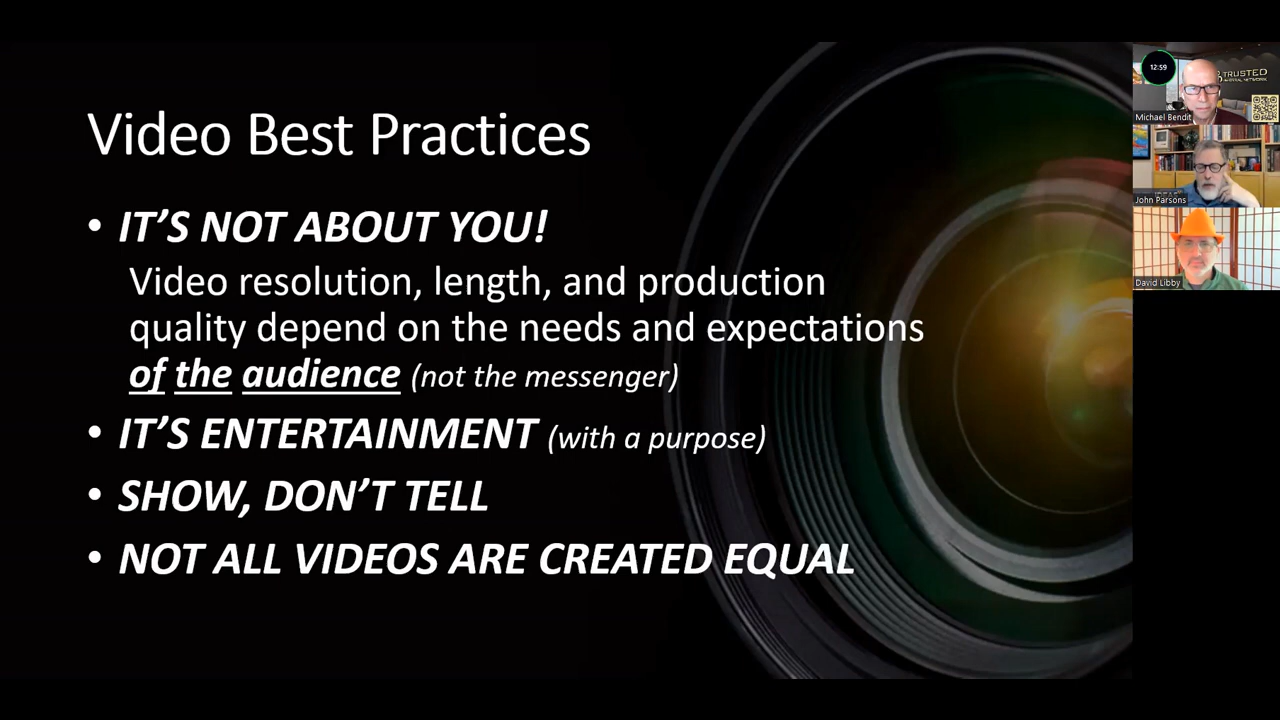 Video Best Practices
• IT’S NOT ABOUT YOU!
Video resolution, length, and production
quality depend on the needs and expectations
of the audience (not the messenger)
• IT’S ENTERTAINMENT (with a purpose)
• SHOW, DON’T TELL
• NOT ALL VIDEOS ARE CREATED EQUAL
12:59
TRUSTED
Michael Bendit
John Parsons
David Libby